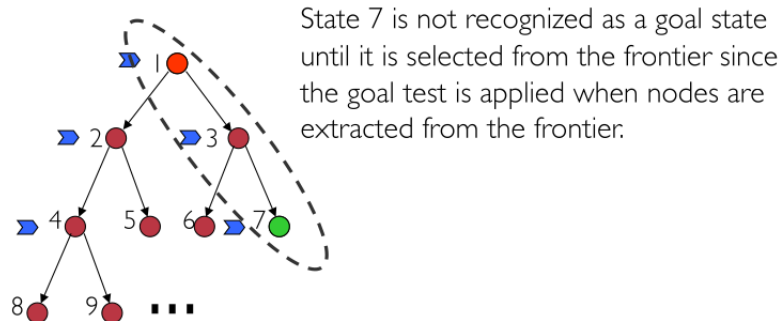 State 7 is not recognized as a goal state
until it is selected from the frontier since
the goal test is applied when nodes are
extracted from the frontier.
1
2 3
4 5 6 7
8 9 ...